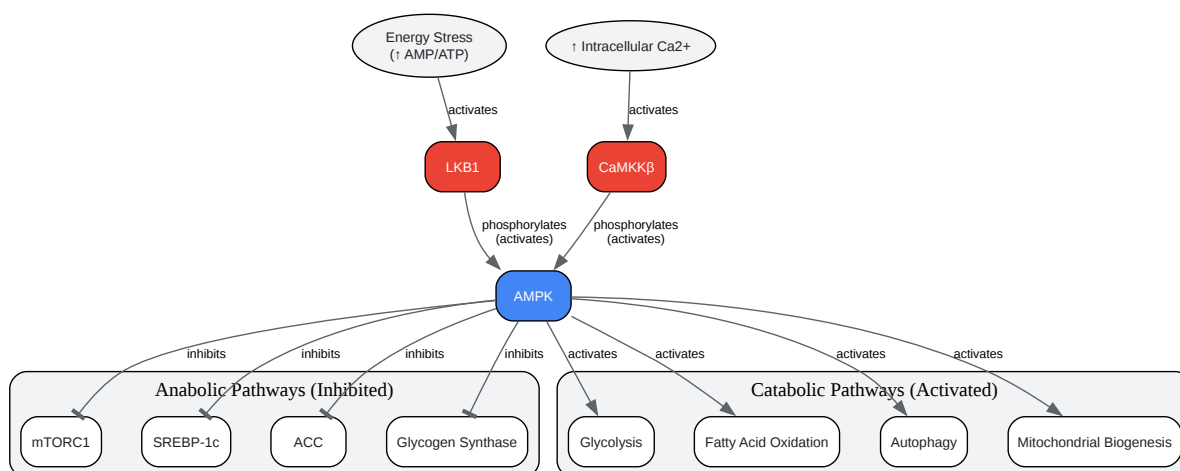 Energy Stress
(↑ AMP/ATP)
↑ Intracellular Ca2+
activates
activates
LKB1
CaMKKβ
phosphorylates
(activates)
phosphorylates
(activates)
AMPK
inhibits
inhibits
inhibits
inhibits
activates
activates
activates
activates
Anabolic Pathways (Inhibited)
Catabolic Pathways (Activated)
mTORC1
SREBP-1c
ACC
Glycogen Synthase
Glycolysis
Fatty Acid Oxidation
Autophagy
Mitochondrial Biogenesis